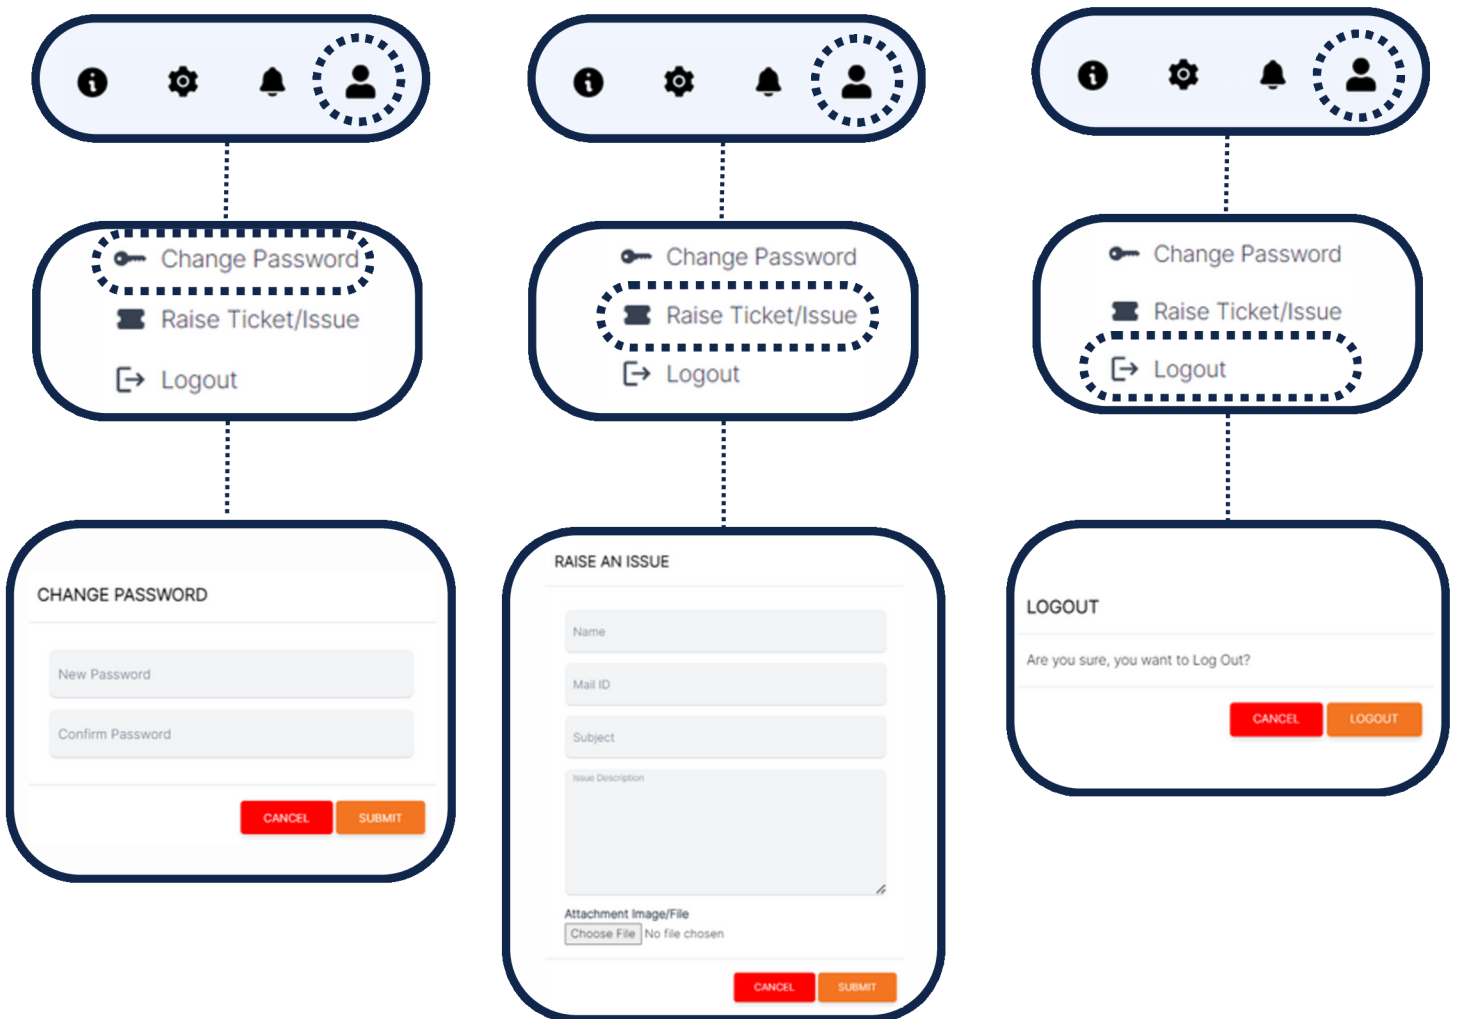 Change Password
Raise Ticket/Issue
Logout
CHANGE PASSWORD
New Password
Confirm Password
CANCEL
SUBMIT
Change Password
Raise Ticket/Issue
Logout
RAISE AN ISSUE
Name
Mail ID
Subject
Issue Description
Attachment Image/File
Choose File No file chosen
CANCEL
SUBMIT
Change Password
Raise Ticket/Issue
Logout
LOGOUT
Are you sure, you want to Log Out?
CANCEL
LOGOUT